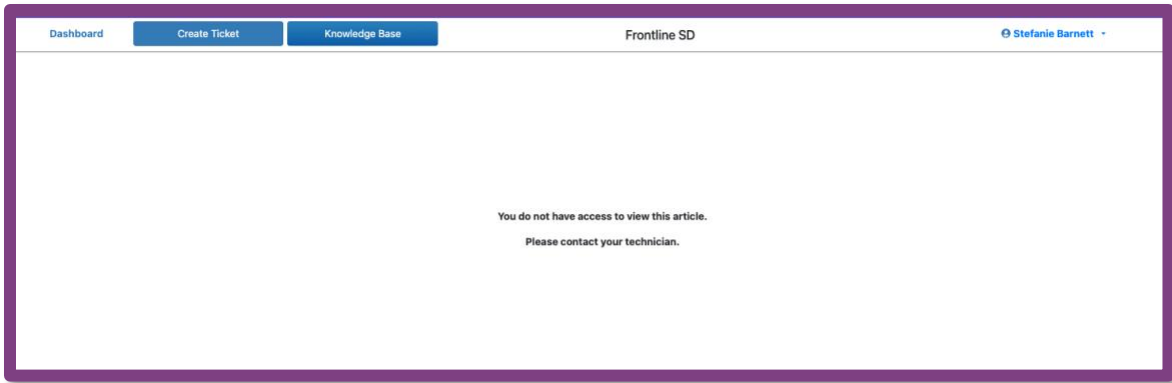 Dashboard Create Ticket Knowledge Base Frontline SD Stefanie Barnett
You do not have access to view this article.
Please contact your technician.